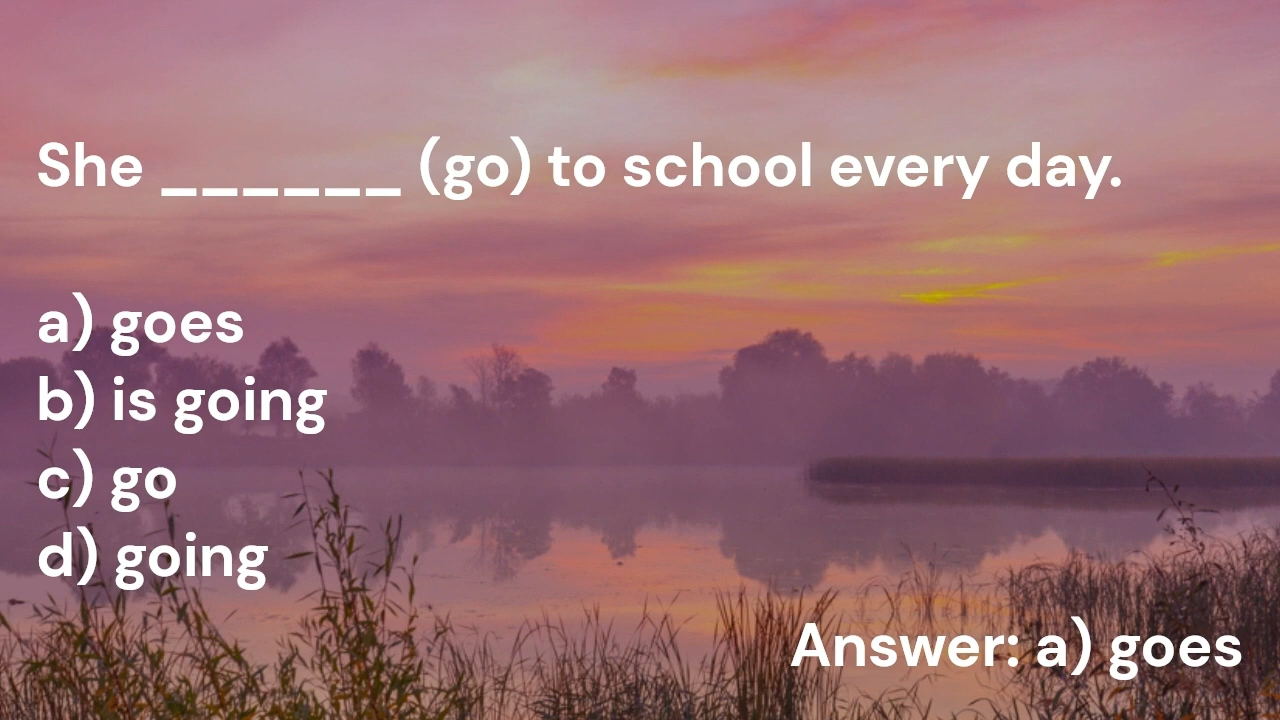 She ______ (go) to school every day.
a) goes
b) is going
c) go
d) going
Answer: a) goes